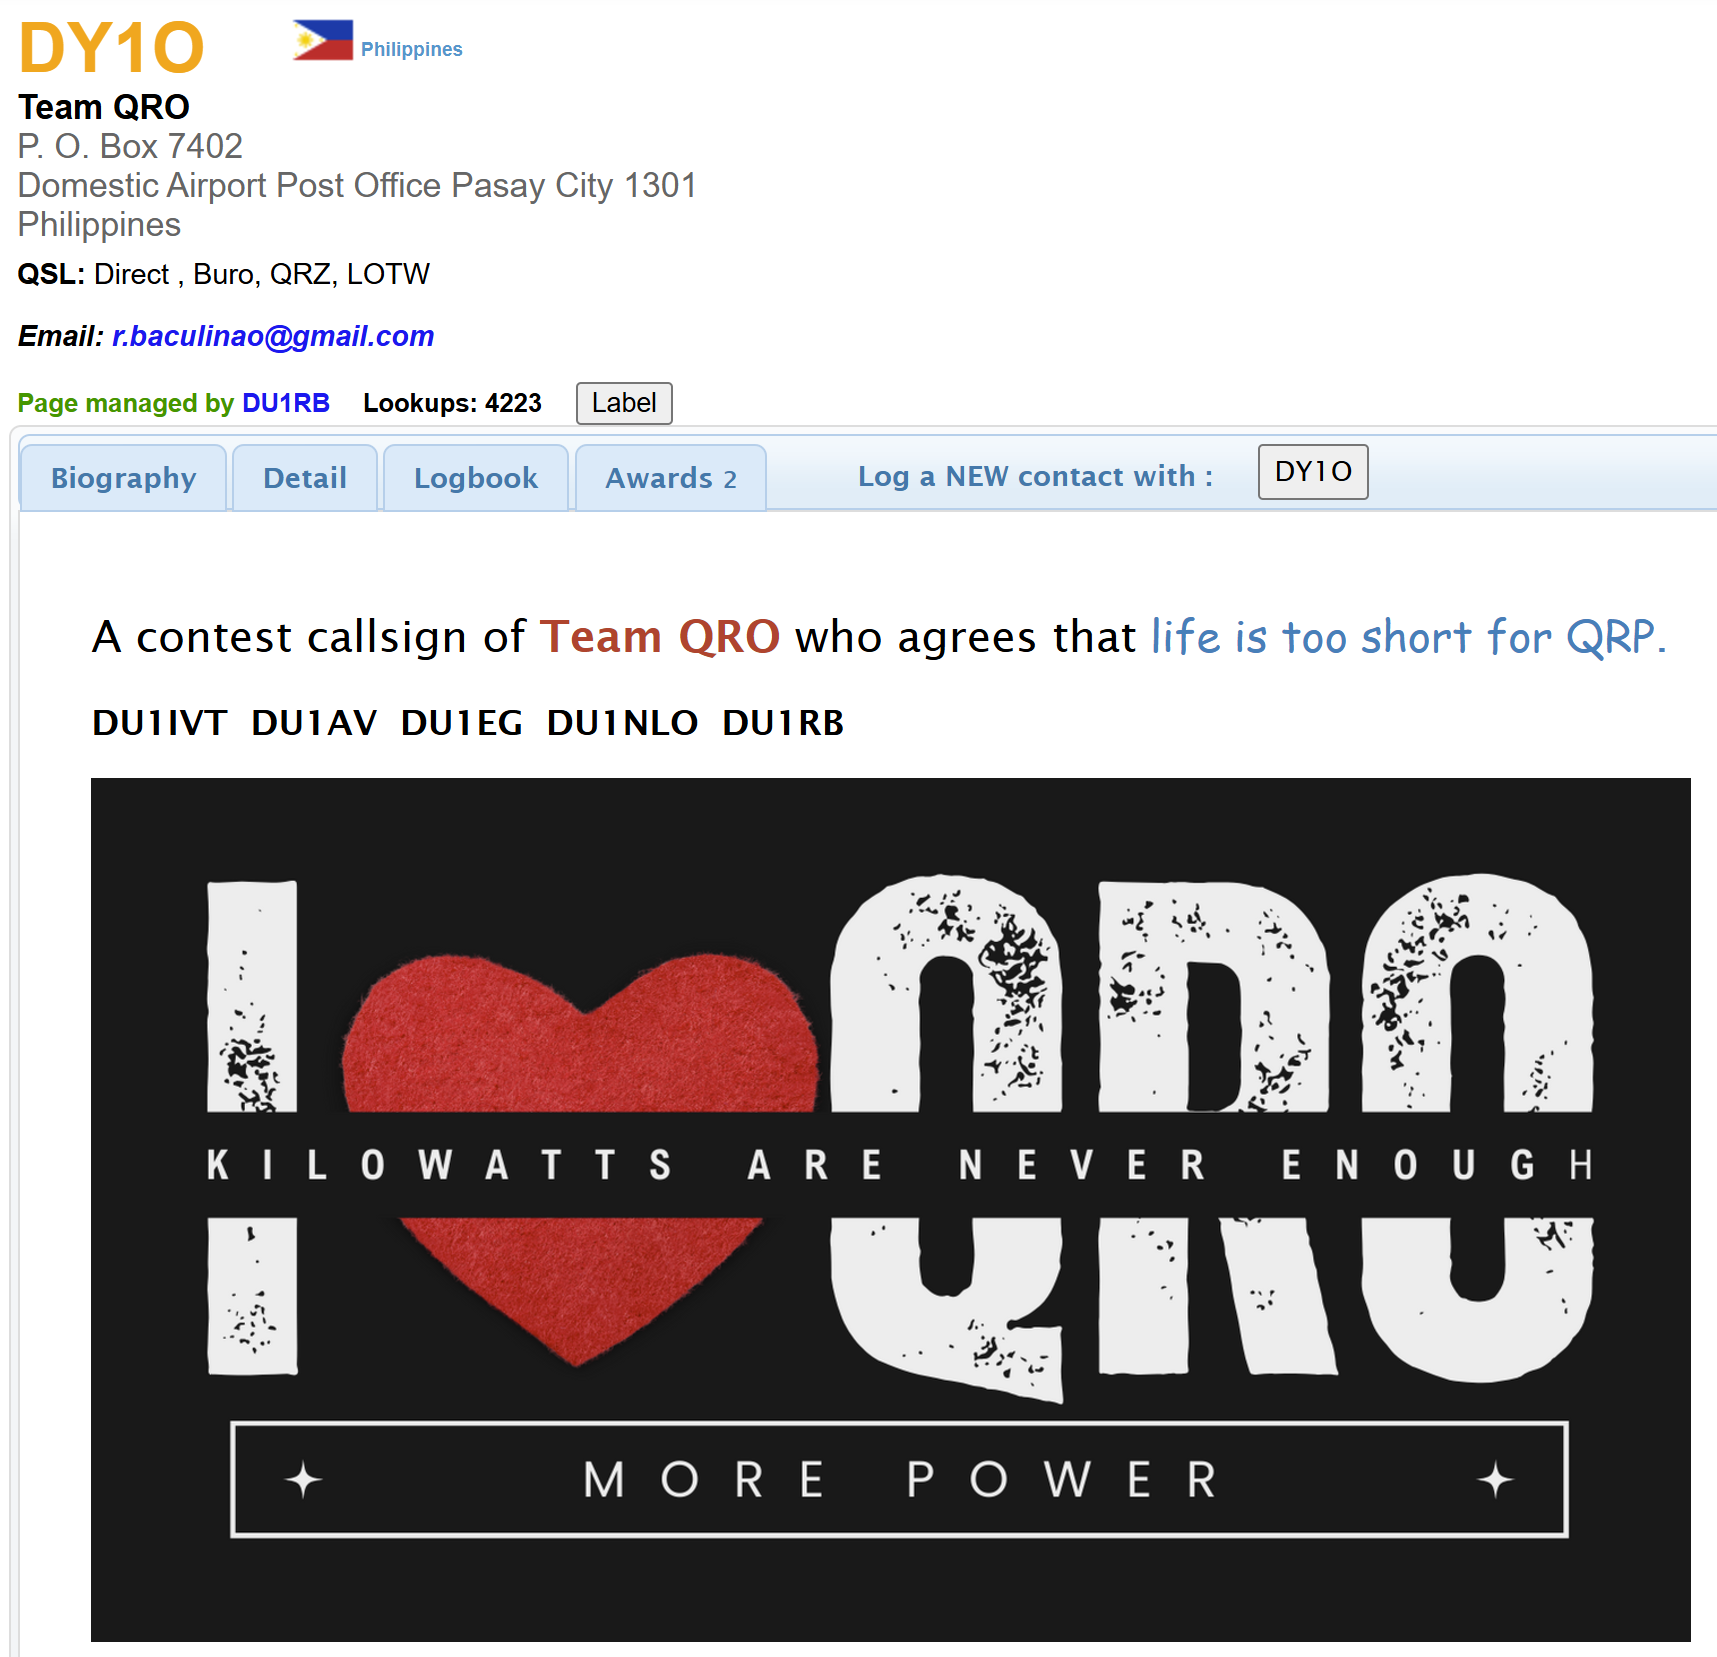 DY1O
Philippines
Team QRO
P. O. Box 7402
Domestic Airport Post Office Pasay City 1301
Philippines
QSL: Direct , Buro, QRZ, LOTW
Email: r.baculinao@gmail.com
Page managed by DU1RB Lookups: 4223 Label
Biography Detail Logbook Awards 2 Log a NEW contact with : DY1O
A contest callsign of Team QRO who agrees that life is too short for QRP.
DU1IVT DU1AV DU1EG DU1NLO DU1RB
I QRO
KILOWATTS ARE NEVER ENOUGH
MORE POWER